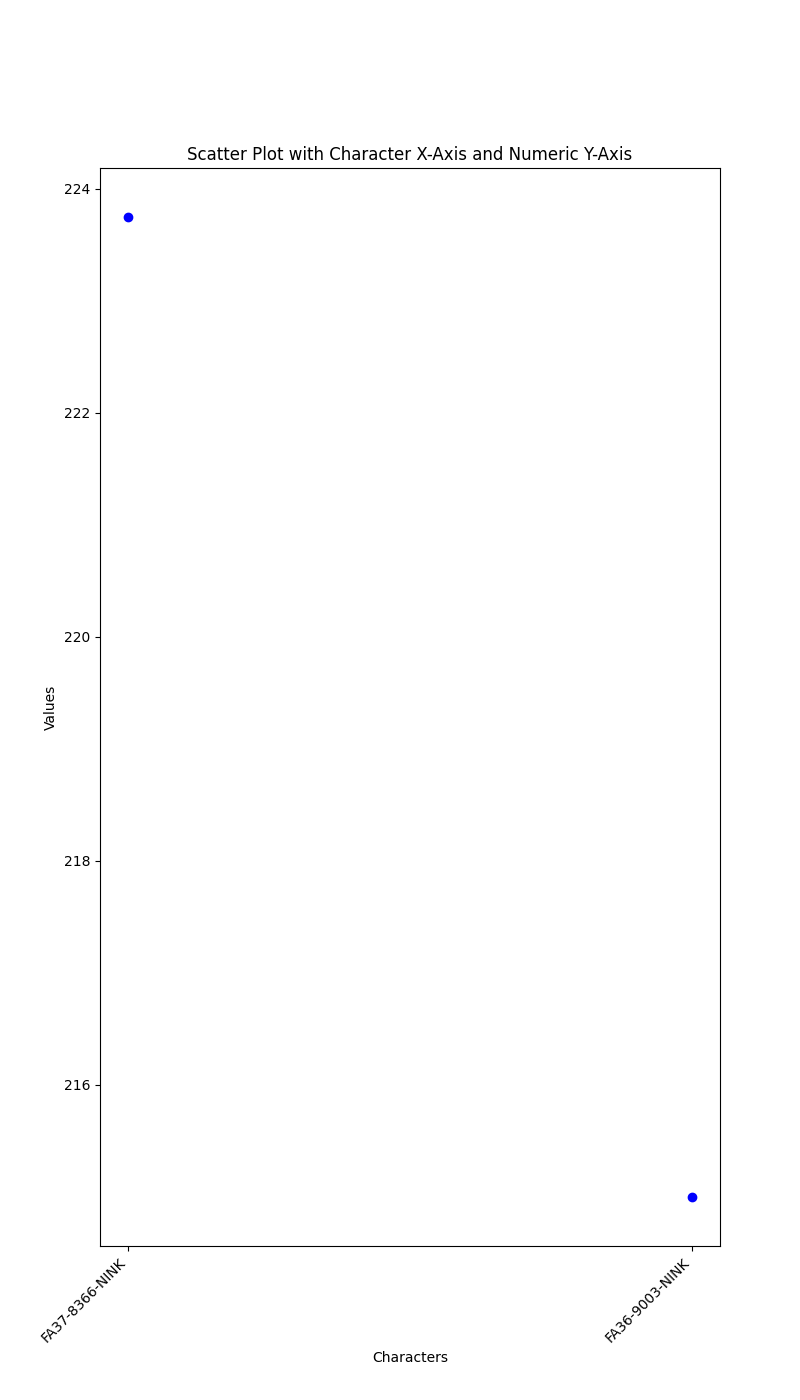 Scatter Plot with Character X-Axis and Numeric Y-Axis
224
222
220
218
216
Values
FA37-8366-NINK
FA36-9003-NINK
Characters